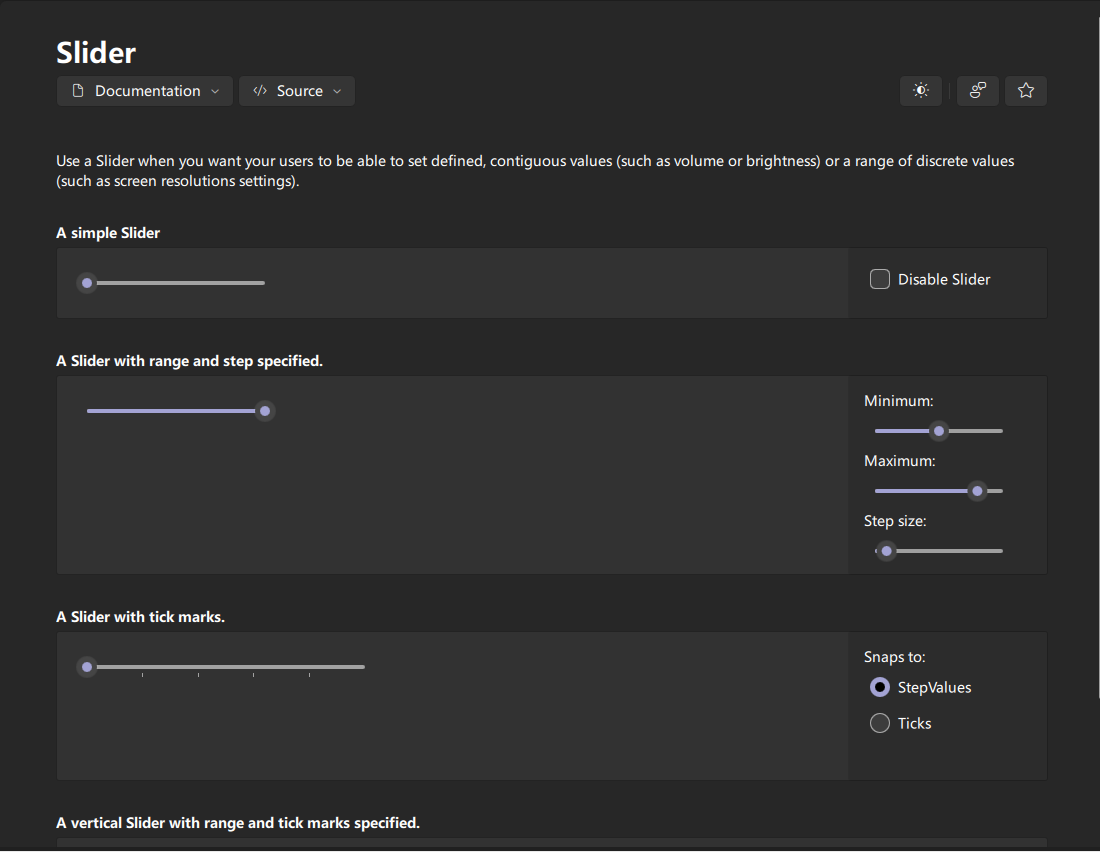 Slider
Documentation
Source
Use a Slider when you want your users to be able to set defined, contiguous values (such as volume or brightness) or a range of discrete values
(such as screen resolutions settings).
A simple Slider
Disable Slider
A Slider with range and step specified.
Minimum:
Maximum:
Step size:
A Slider with tick marks.
Snaps to:
StepValues
Ticks
A vertical Slider with range and tick marks specified.